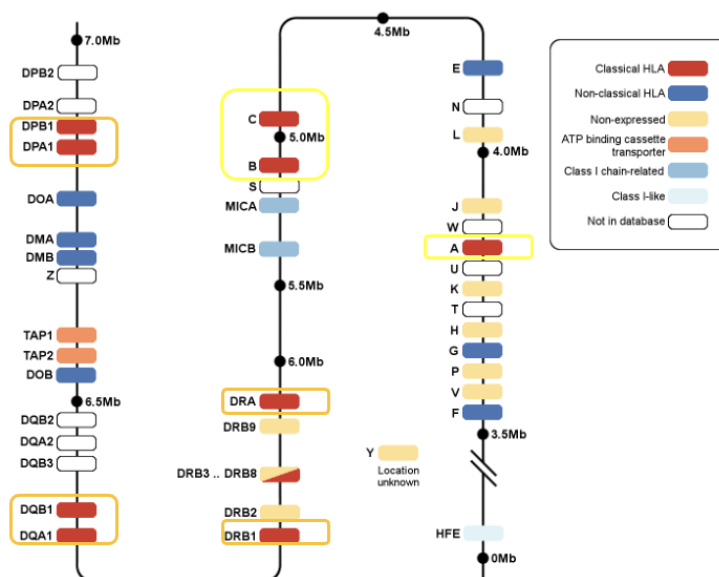 7.0Mb
DPB2
DPA2
DPB1
DPA1
DOA
DMA
DMB
Z
TAP1
TAP2
DOB
6.5Mb
DQB2
DQA2
DQB3
DQB1
DQA1
4.5Mb
C
5.0Mb
B
S
MICA
MICB
5.5Mb
6.0Mb
DRA
DRB9
DRB3 .. DRB8
DRB2
DRB1
E
N
L
4.0Mb
J
W
A
U
K
T
H
G
P
V
F
3.5Mb
Y
Location
unknown
HFE
0Mb
Classical HLA
Non-classical HLA
Non-expressed
ATP binding cassette
transporter
Class I chain-related
Class I-like
Not in database